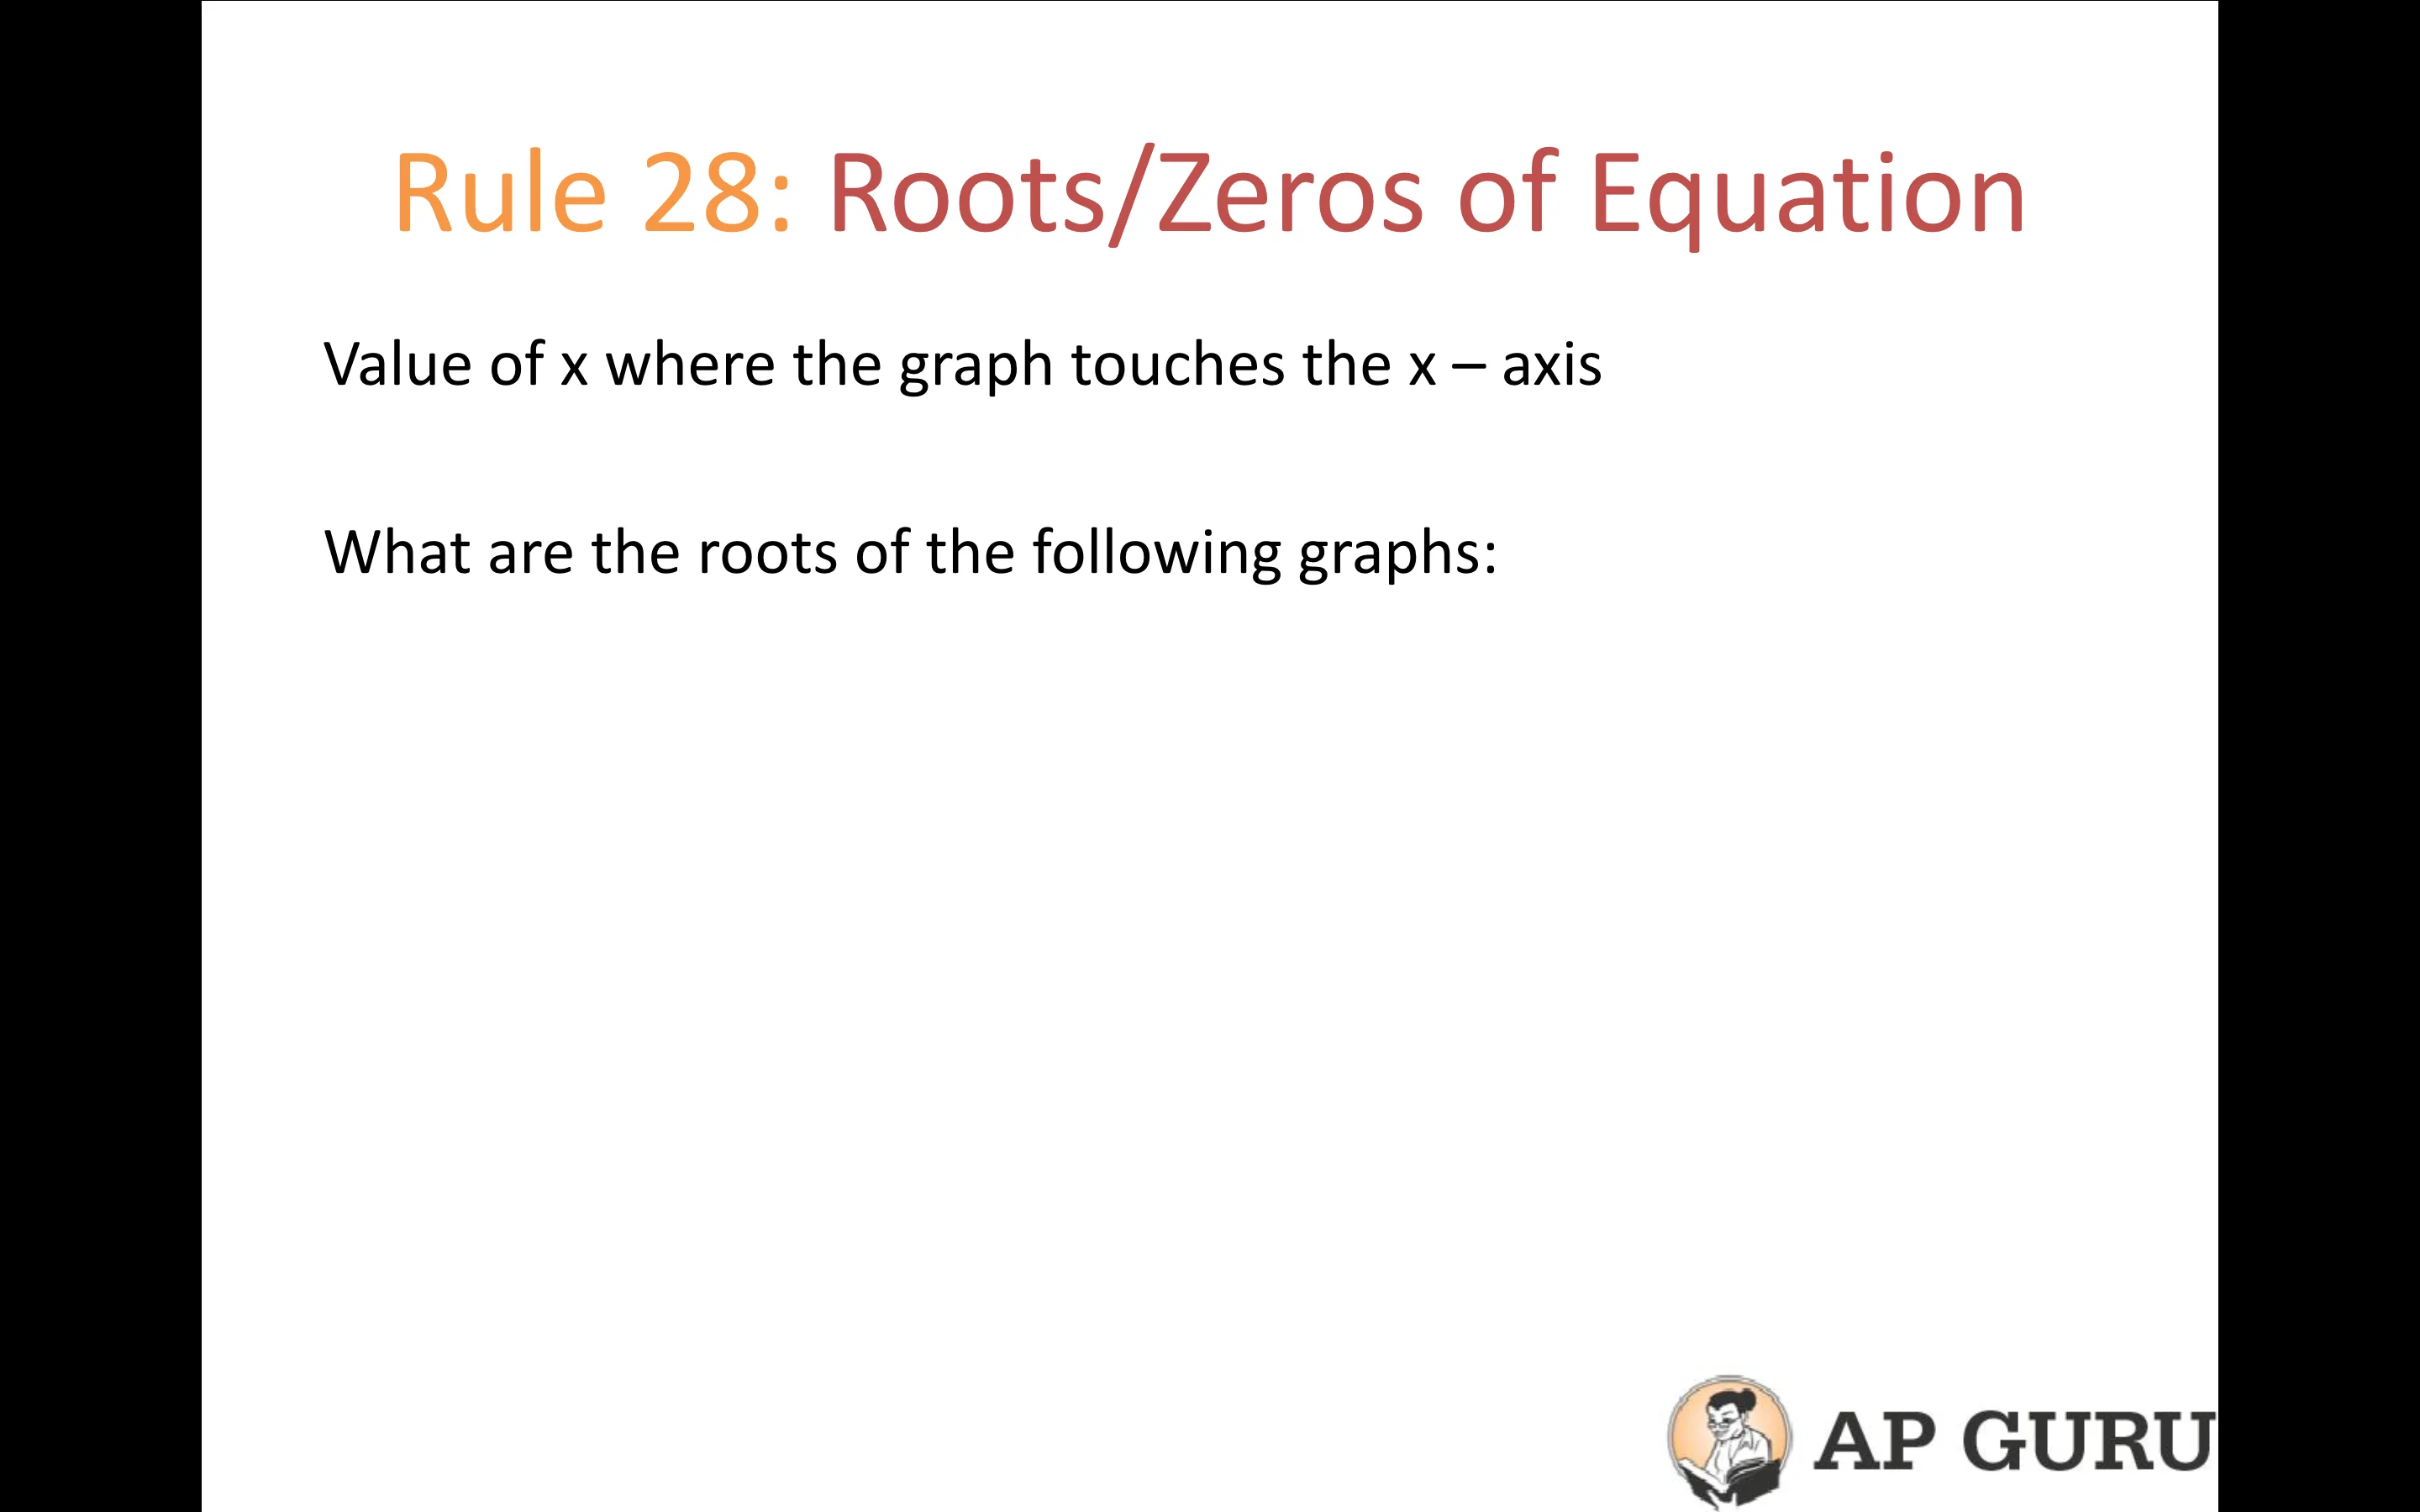 Rule 28: Roots/Zeros of Equation
Value of x where the graph touches the x – axis
What are the roots of the following graphs:
AP GURU